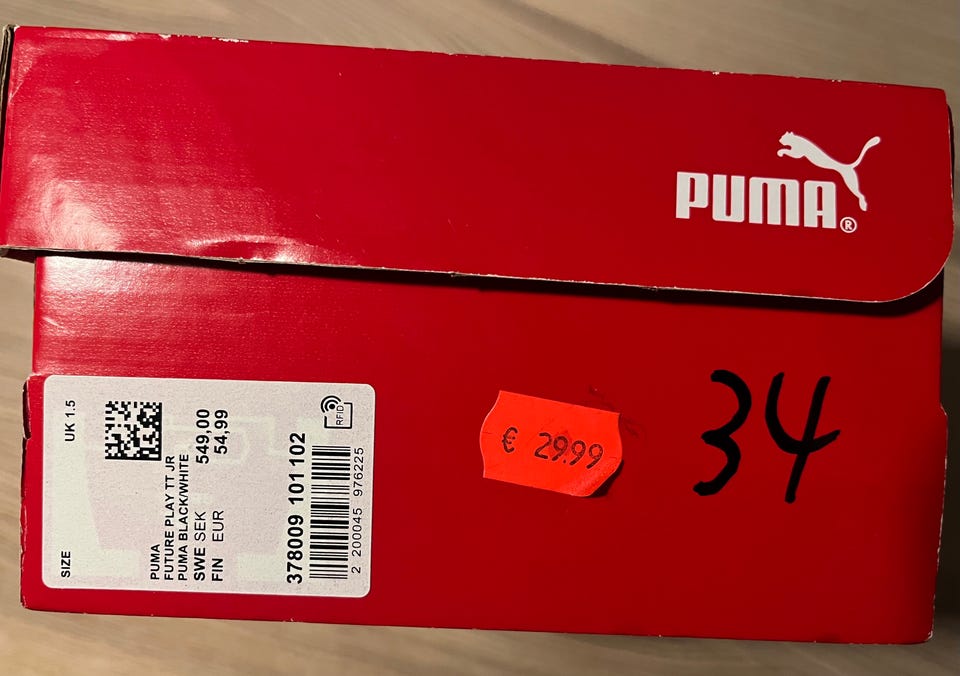 PUMA®
SIZE UK 1.5
PUMA
FUTURE PLAY TT JR
PUMA BLACK/WHITE
SWE SEK 549,00
FIN EUR 54,99
378009 101 102
2 200045 976225
RFID
€ 29.99
34